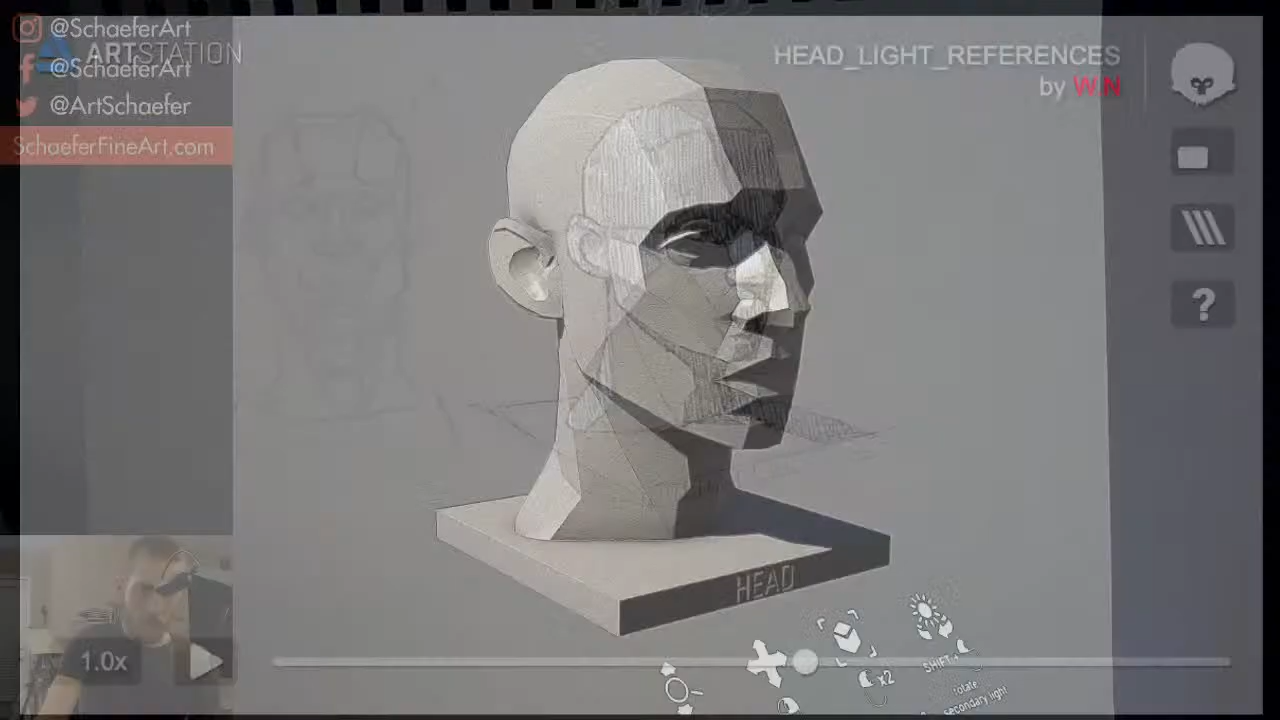 @SchaeferArt
ARTSTATION
@SchaeferArt
@ArtSchaefer
SchaeferFineArt.com
HEAD_LIGHT_REFERENCES
by W.N
?
HEAD
1.0x
x2
SHIFT+
rotate
secondary light